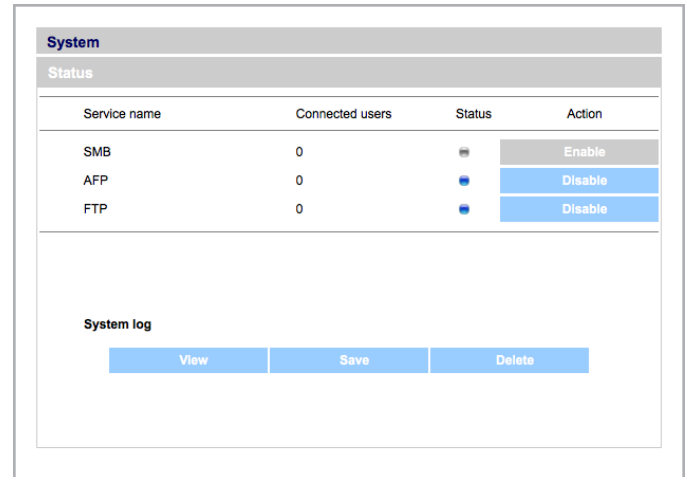 System
Status
Service name Connected users Status Action
SMB 0 Enable
AFP 0 Disable
FTP 0 Disable
System log
View Save Delete